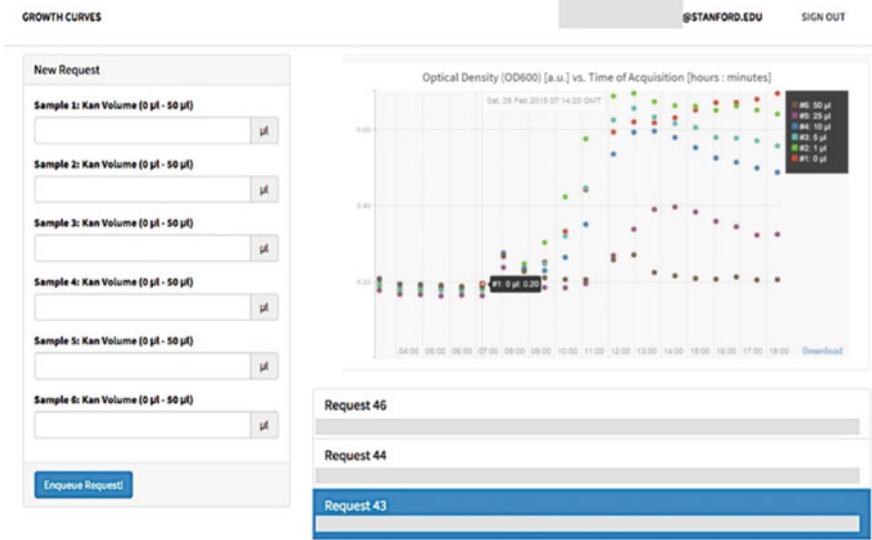 GROWTH CURVES
@STANFORD.EDU
SIGN OUT
New Request
Sample 1: Kan Volume (0 µl - 50 µl)
µl
Sample 2: Kan Volume (0 µl - 50 µl)
µl
Sample 3: Kan Volume (0 µl - 50 µl)
µl
Sample 4: Kan Volume (0 µl - 50 µl)
µl
Sample 5: Kan Volume (0 µl - 50 µl)
µl
Sample 6: Kan Volume (0 µl - 50 µl)
µl
Enqueue Request!
Optical Density (OD600) [a.u.] vs. Time of Acquisition [hours : minutes]
Sat, 28 Feb 2015 07:14:20 GMT
#6: 50 µl
#5: 25 µl
#4: 10 µl
#3: 5 µl
#2: 1 µl
#1: 0 µl
0.60
0.40
0.20
#1: 0 µl: 0.20
04:00 05:00 06:00 07:00 08:00 09:00 10:00 11:00 12:00 13:00 14:00 15:00 16:00 17:00 18:00
Download
Request 46
Request 44
Request 43